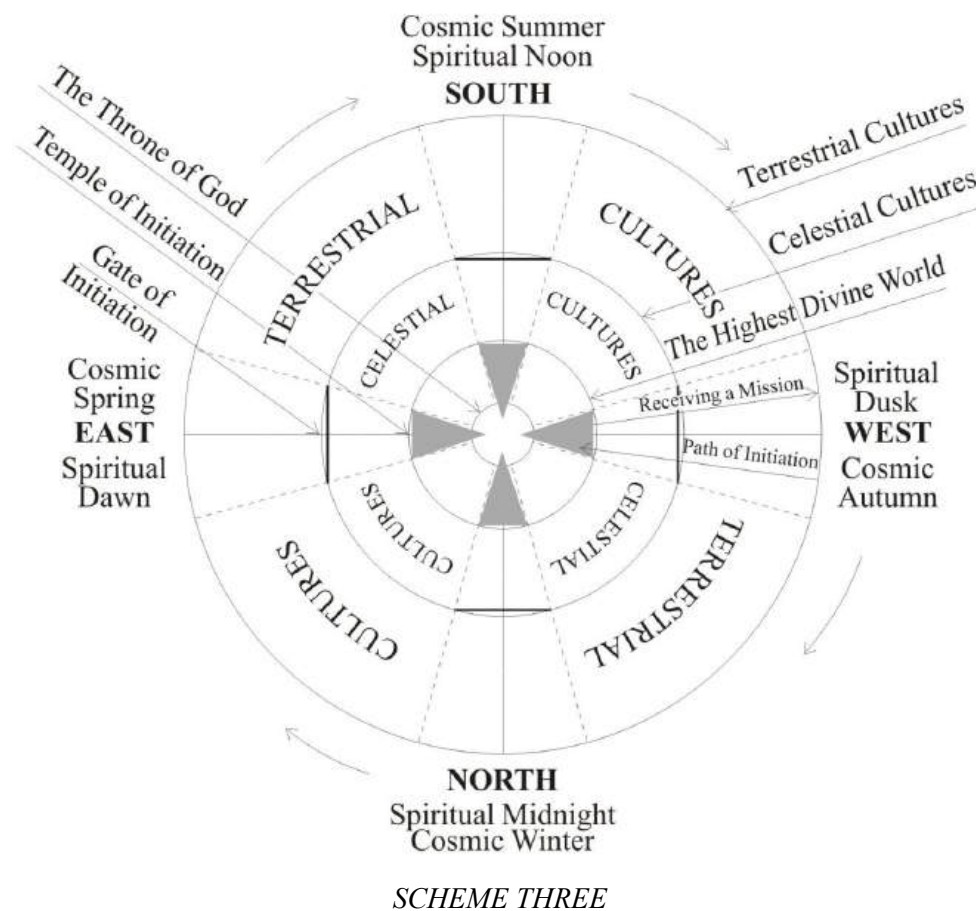 Cosmic Summer
Spiritual Noon
SOUTH
The Throne of God
Temple of Initiation
Gate of
Initiation
Terrestrial Cultures
Celestial Cultures
The Highest Divine World
TERRESTRIAL
CULTURES
CELESTIAL
CULTURES
Receiving a Mission
Path of Initiation
Cosmic
Spring
EAST
Spiritual
Dawn
Spiritual
Dusk
WEST
Cosmic
Autumn
CULTURES
CELESTIAL
CULTURES
TERRESTRIAL
NORTH
Spiritual Midnight
Cosmic Winter
SCHEME THREE